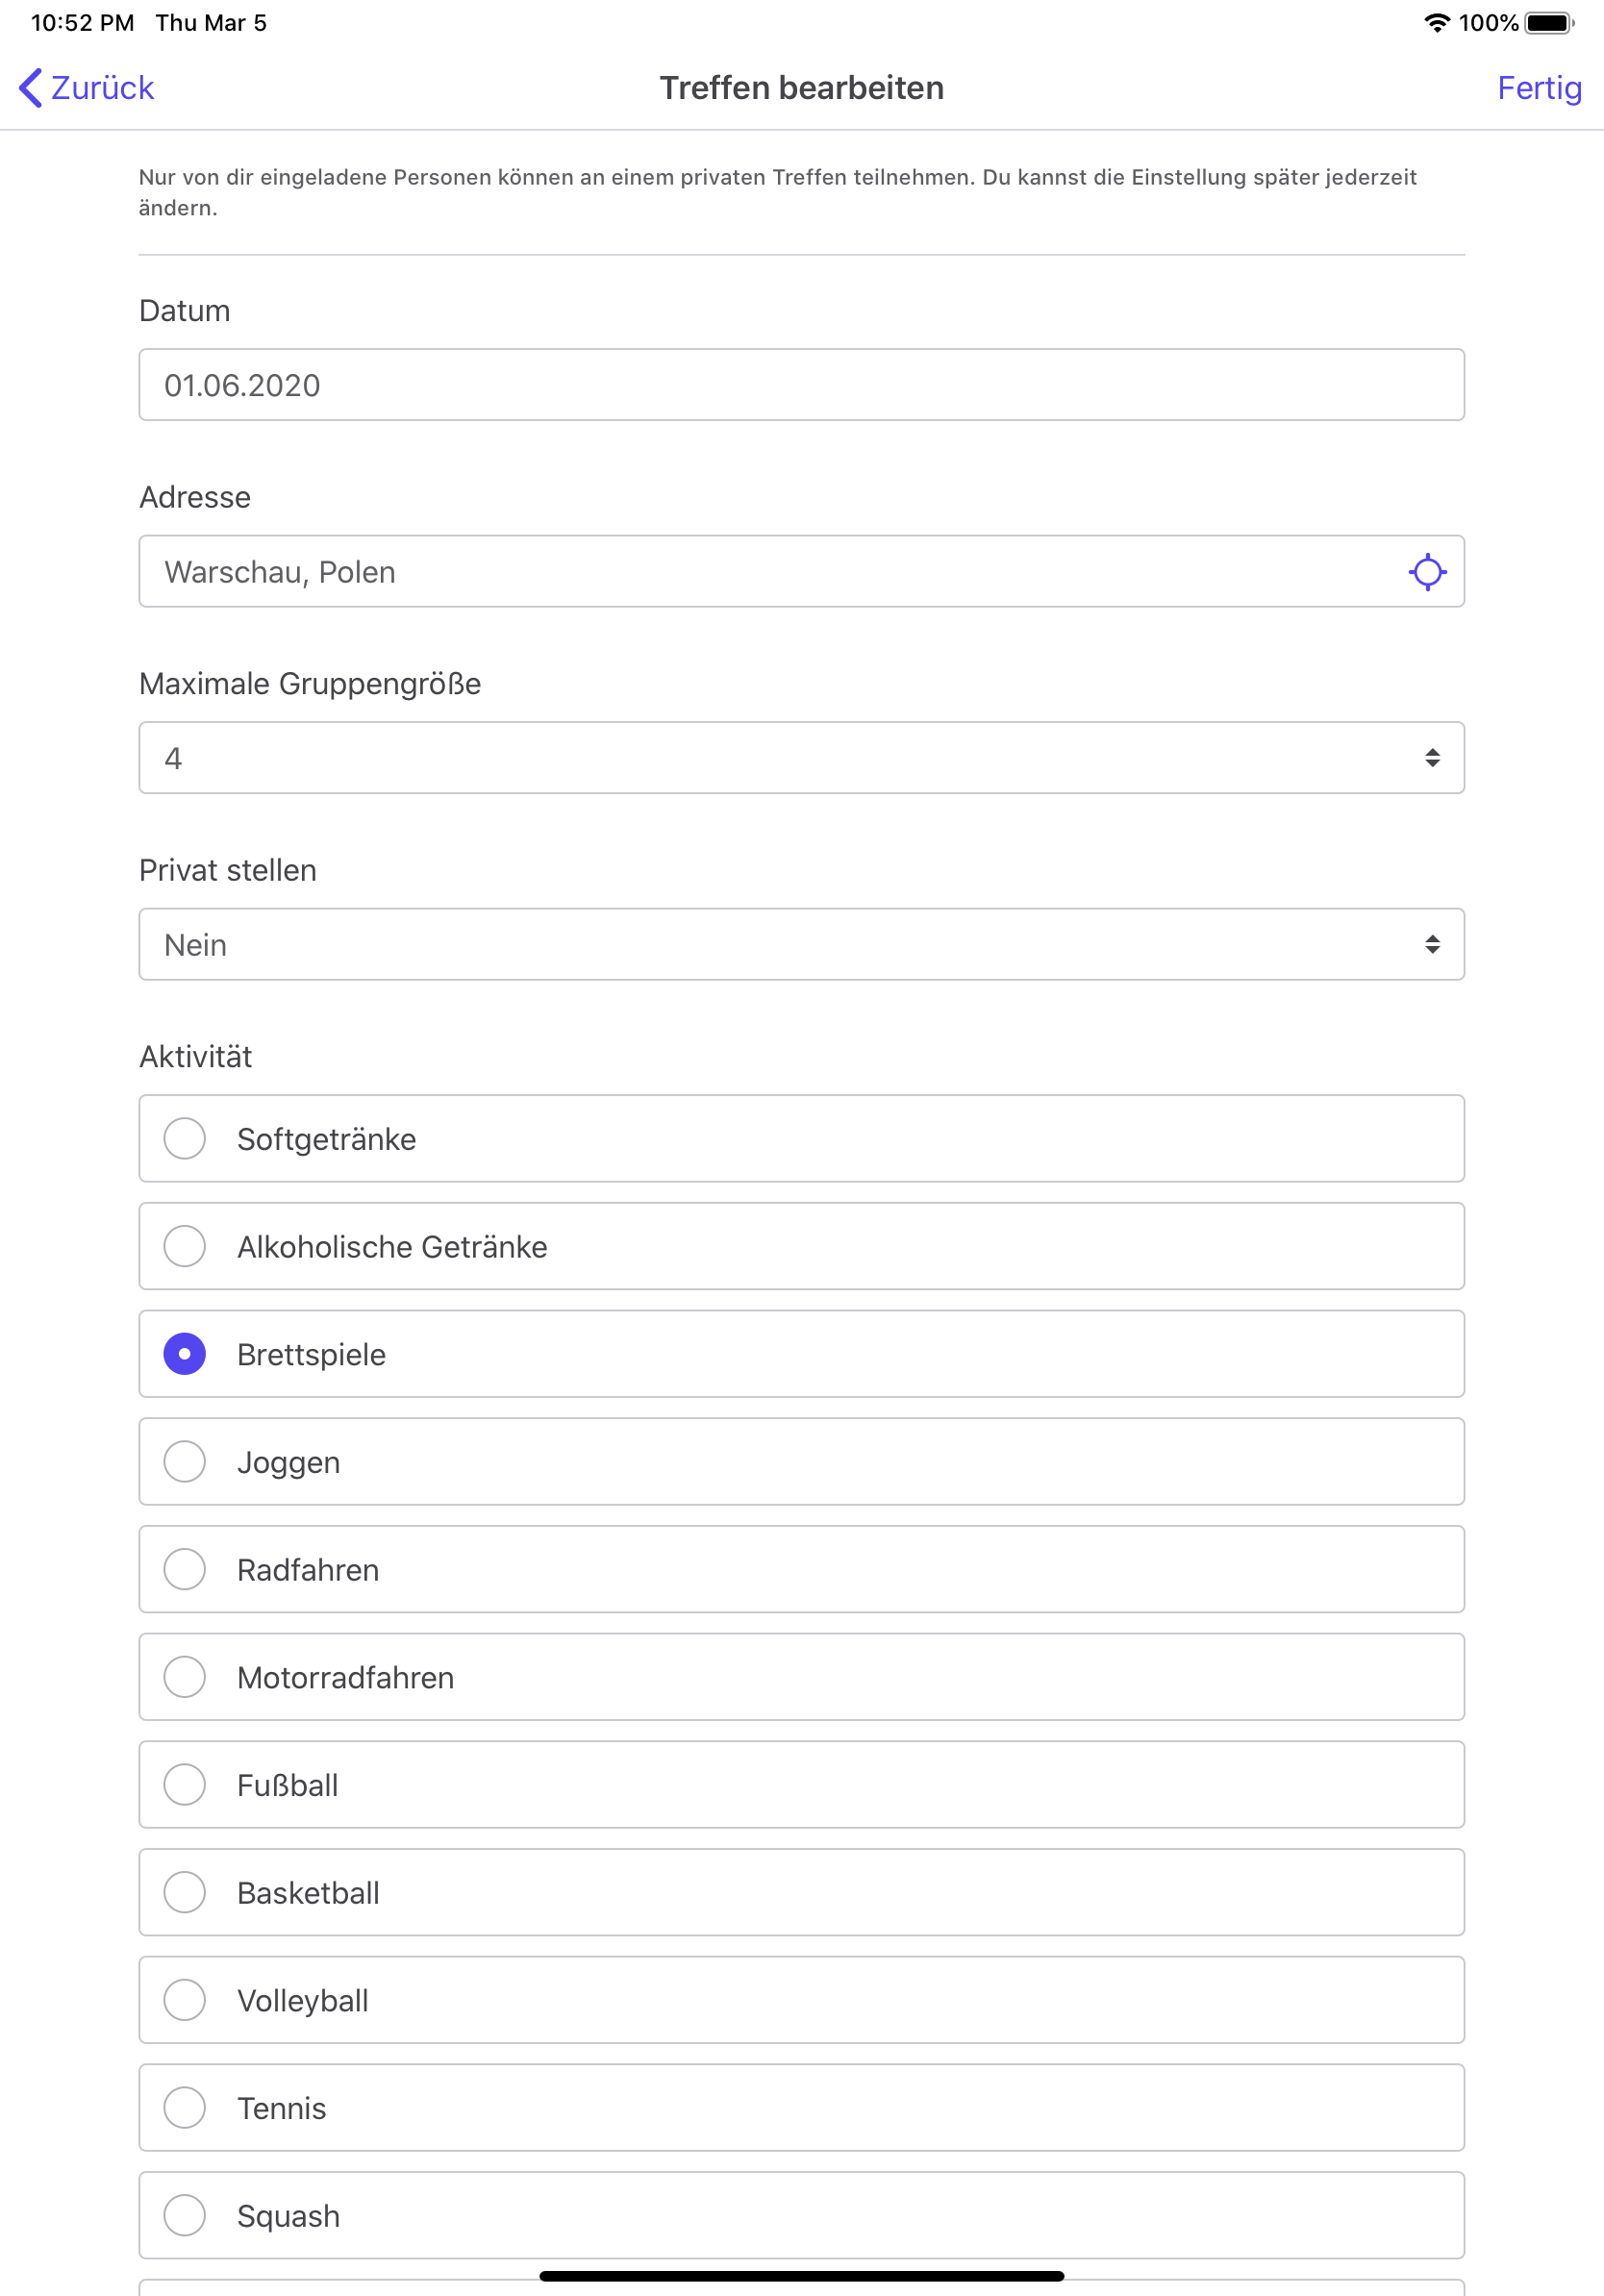 10:52 PM Thu Mar 5 100%
Zurück Treffen bearbeiten Fertig
Nur von dir eingeladene Personen können an einem privaten Treffen teilnehmen. Du kannst die Einstellung später jederzeit
ändern.
Datum
01.06.2020
Adresse
Warschau, Polen
Maximale Gruppengröße
4
Privat stellen
Nein
Aktivität
Softgetränke
Alkoholische Getränke
Brettspiele
Joggen
Radfahren
Motorradfahren
Fußball
Basketball
Volleyball
Tennis
Squash